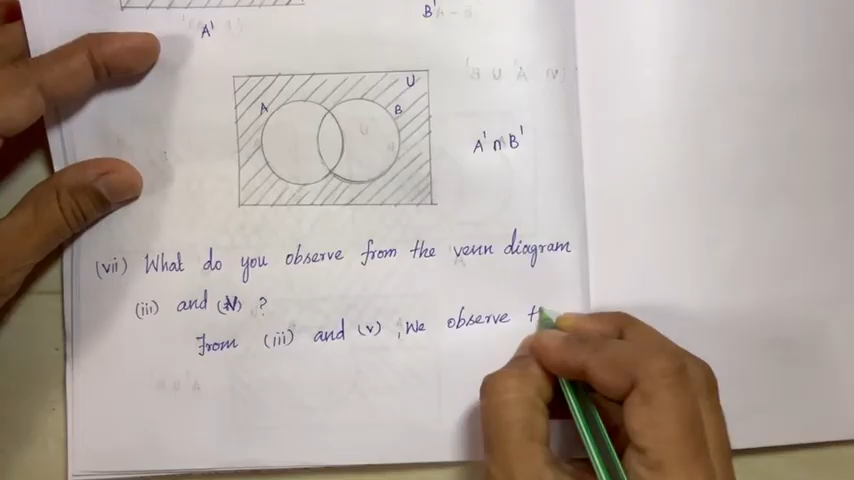 A'
B'
U
A
B
A' ∩ B'
(vii) What do you observe from the venn diagram
(iii) and (v) ?
From (iii) and (v), We observe t